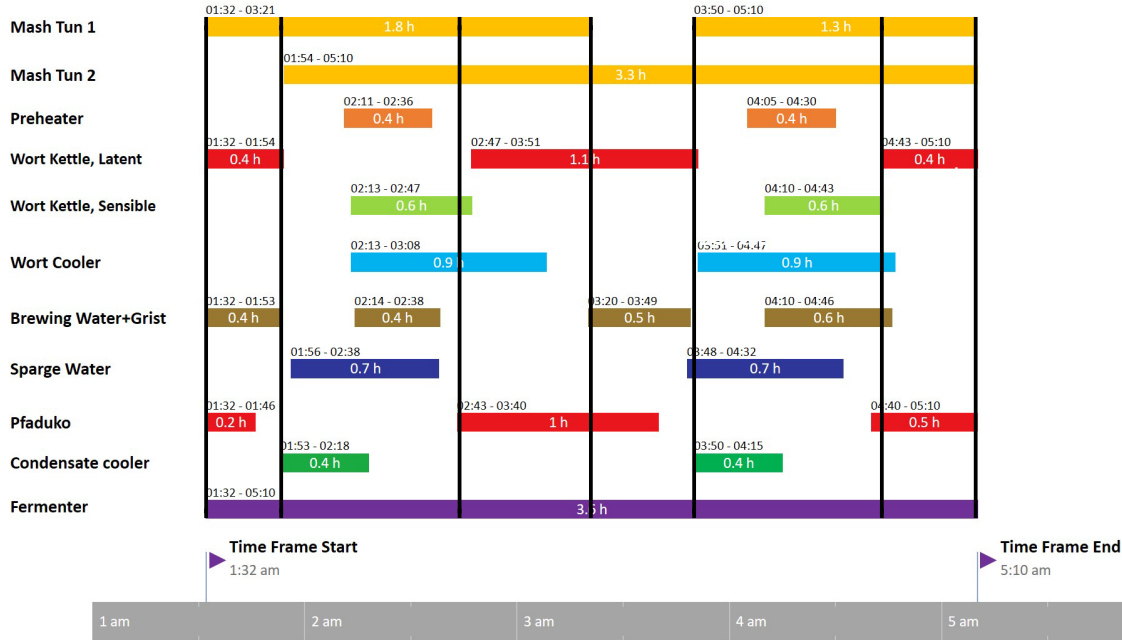 01:32 - 03:21 03:50 - 05:10
Mash Tun 1 1.8 h 1.3 h
01:54 - 05:10
Mash Tun 2 3.3 h
02:11 - 02:36 04:05 - 04:30
Preheater 0.4 h 0.4 h
01:32 - 01:54 02:47 - 03:51 04:43 - 05:10
Wort Kettle, Latent 0.4 h 1.1 h 0.4 h
02:13 - 02:47 04:10 - 04:43
Wort Kettle, Sensible 0.6 h 0.6 h
02:13 - 03:08 03:51 - 04:47
Wort Cooler 0.9 h 0.9 h
01:32 - 01:53 02:14 - 02:38 03:20 - 03:49 04:10 - 04:46
Brewing Water+Grist 0.4 h 0.4 h 0.5 h 0.6 h
01:56 - 02:38 03:48 - 04:32
Sparge Water 0.7 h 0.7 h
01:32 - 01:46 02:43 - 03:40 04:40 - 05:10
Pfaduko 0.2 h 1 h 0.5 h
01:53 - 02:18 03:50 - 04:15
Condensate cooler 0.4 h 0.4 h
01:32 - 05:10
Fermenter h
Time Frame Start Time Frame End
1:32 am 5:10 am
1 am 2 am 3 am 4 am 5 am